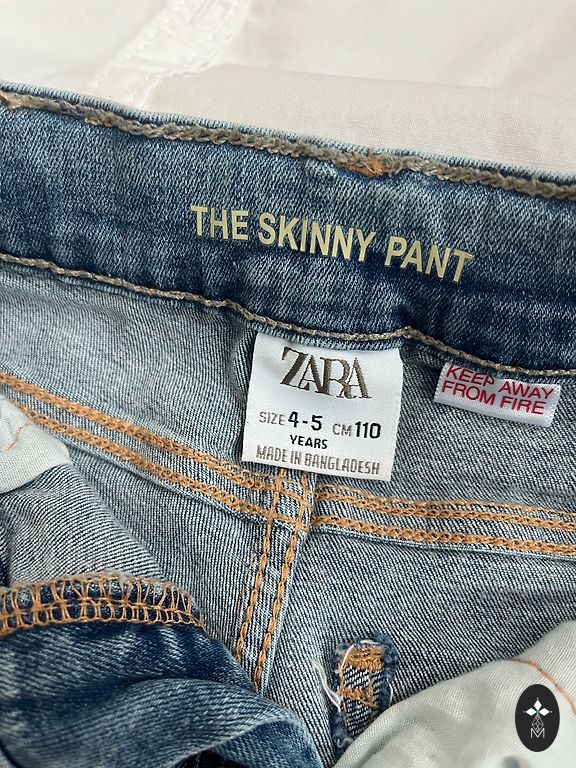 THE SKINNY PANT
ZARA
SIZE 4-5 CM 110
YEARS
MADE IN BANGLADESH
KEEP AWAY
FROM FIRE
M